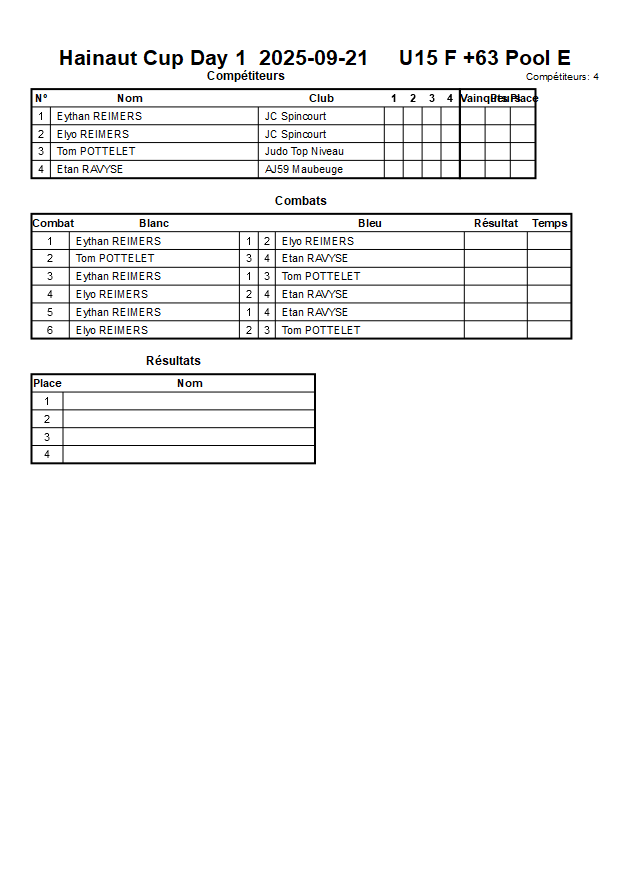 Hainaut Cup Day 1 2025-09-21 U15 F +63 Pool E
Compétiteurs
Compétiteurs: 4
N° Nom Club 1 2 3 4 Vainqueurs Place
1 Eythan REIMERS JC Spincourt
2 Elyo REIMERS JC Spincourt
3 Tom POTTELET Judo Top Niveau
4 Etan RAVYSE AJ59 Maubeuge
Combats
Combat Blanc Bleu Résultat Temps
1 Eythan REIMERS 1 2 Elyo REIMERS
2 Tom POTTELET 3 4 Etan RAVYSE
3 Eythan REIMERS 1 3 Tom POTTELET
4 Elyo REIMERS 2 4 Etan RAVYSE
5 Eythan REIMERS 1 4 Etan RAVYSE
6 Elyo REIMERS 2 3 Tom POTTELET
Résultats
Place Nom
1
2
3
4